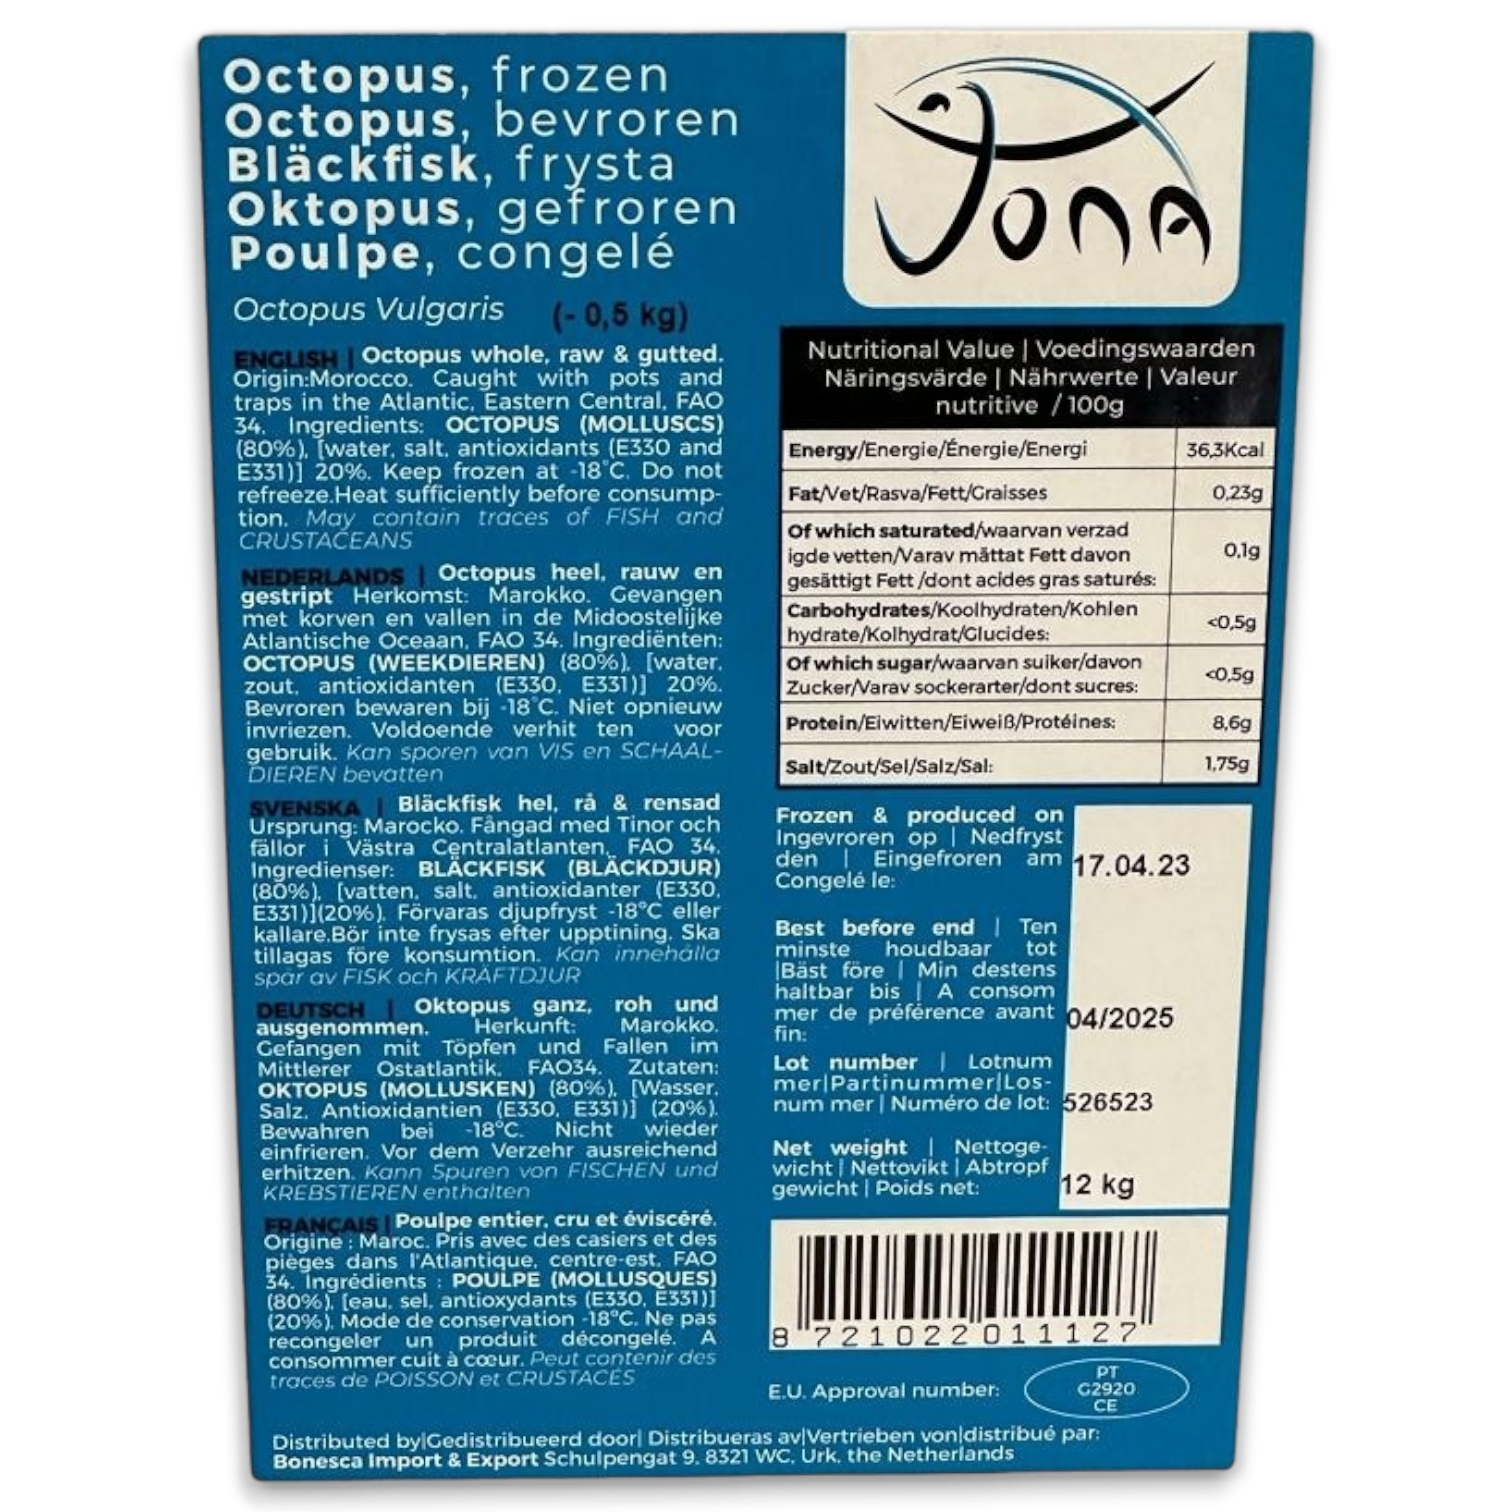 Octopus, frozen
Octopus, bevroren
Bläckfisk, frysta
Oktopus, gefroren
Poulpe, congelé
Octopus Vulgaris (- 0,5 kg)
ENGLISH | Octopus whole, raw & gutted.
Origin:Morocco. Caught with pots and
traps in the Atlantic, Eastern Central, FAO
34. Ingredients: OCTOPUS (MOLLUSCS)
(80%), [water, salt, antioxidants (E330 and
E331)] 20%. Keep frozen at -18°C. Do not
refreeze.Heat sufficiently before consump-
tion. May contain traces of FISH and
CRUSTACEANS
NEDERLANDS | Octopus heel, rauw en
gestript Herkomst: Marokko. Gevangen
met korven en vallen in de Midoostelijke
Atlantische Oceaan, FAO 34. Ingrediënten:
OCTOPUS (WEEKDIEREN) (80%), [water,
zout, antioxidanten (E330, E331)] 20%.
Bevroren bewaren bij -18°C. Niet opnieuw
invriezen. Voldoende verhit ten voor
gebruik. Kan sporen van VIS en SCHAAL-
DIEREN bevatten
SVENSKA | Bläckfisk hel, rå & rensad
Ursprung: Marocko. Fångad med Tinor och
fällor i Västra Centralatlanten, FAO 34.
Ingredienser: BLÄCKFISK (BLÄCKDJUR)
(80%), [vatten, salt, antioxidanter (E330,
E331)](20%). Förvaras djupfryst -18°C eller
kallare.Bör inte frysas efter upptining. Ska
tillagas före konsumtion. Kan innehålla
spår av FISK och KRÄFTDJUR
DEUTSCH | Oktopus ganz, roh und
ausgenommen. Herkunft: Marokko.
Gefangen mit Töpfen und Fallen im
Mittlerer Ostatlantik, FAO34. Zutaten:
OKTOPUS (MOLLUSKEN) (80%), [Wasser,
Salz, Antioxidantien (E330, E331)] (20%).
Bewahren bei -18°C. Nicht wieder
einfrieren. Vor dem Verzehr ausreichend
erhitzen. Kann Spuren von FISCHEN und
KREBSTIEREN enthalten
FRANÇAIS | Poulpe entier, cru et éviscéré.
Origine : Maroc. Pris avec des casiers et des
pièges dans l'Atlantique, centre-est, FAO
34. Ingrédients : POULPE (MOLLUSQUES)
(80%), [eau, sel, antioxydants (E330, E331)]
(20%). Mode de conservation -18°C. Ne pas
recongeler un produit décongelé. A
consommer cuit à cœur. Peut contenir des
traces de POISSON et CRUSTACÉS
Jona
Nutritional Value | Voedingswaarden
Näringsvärde | Nährwerte | Valeur
nutritive / 100g
Energy/Energie/Énergie/Energi 36,3Kcal
Fat/Vet/Rasva/Fett/Graisses 0,23g
Of which saturated/waarvan verzad
igde vetten/Varav mättat Fett davon
gesättigt Fett /dont acides gras saturés: 0,1g
Carbohydrates/Koolhydraten/Kohlen
hydrate/Kolhydrat/Glucides: <0,5g
Of which sugar/waarvan suiker/davon
Zucker/Varav sockerarter/dont sucres: <0,5g
Protein/Eiwitten/Eiweiß/Protéines: 8,6g
Salt/Zout/Sel/Salz/Sal: 1,75g
Frozen & produced on
Ingevroren op | Nedfryst
den | Eingefroren am
Congelé le: 17.04.23
Best before end | Ten
minste houdbaar tot
|Bäst före | Min destens
haltbar bis | A consom
mer de préférence avant
fin: 04/2025
Lot number | Lotnum
mer|Partinummer|Los-
num mer | Numéro de lot: 526523
Net weight | Nettoge-
wicht | Nettovikt | Abtropf
gewicht | Poids net: 12 kg
8 721022 011127
E.U. Approval number:
PT
G2920
CE
Distributed by|Gedistribueerd door| Distribueras av|Vertrieben von|distribué par:
Bonesca Import & Export Schulpengat 9, 8321 WC, Urk, the Netherlands